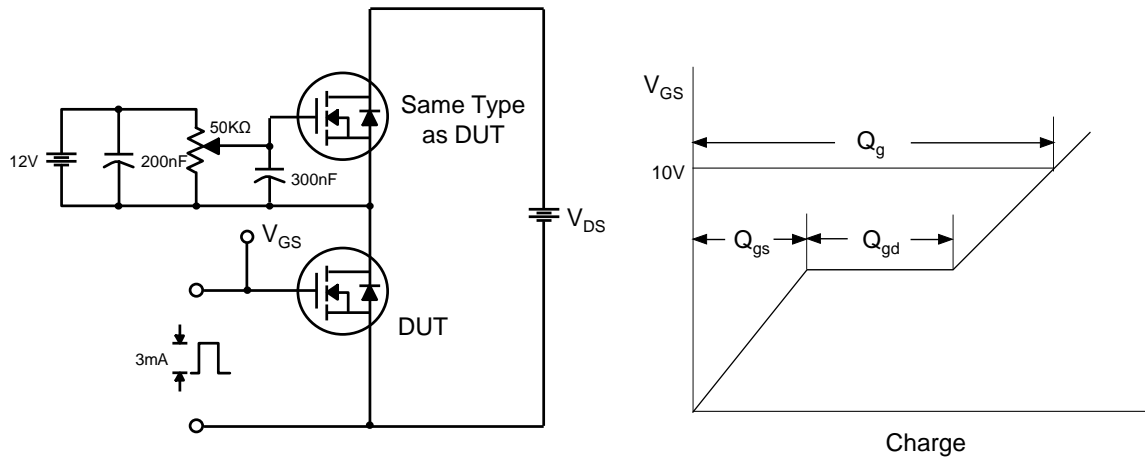 12V
200nF
50KΩ
300nF
Same Type
as DUT
V_DS
V_GS
DUT
3mA
V_GS
10V
Q_g
Q_gs
Q_gd
Charge